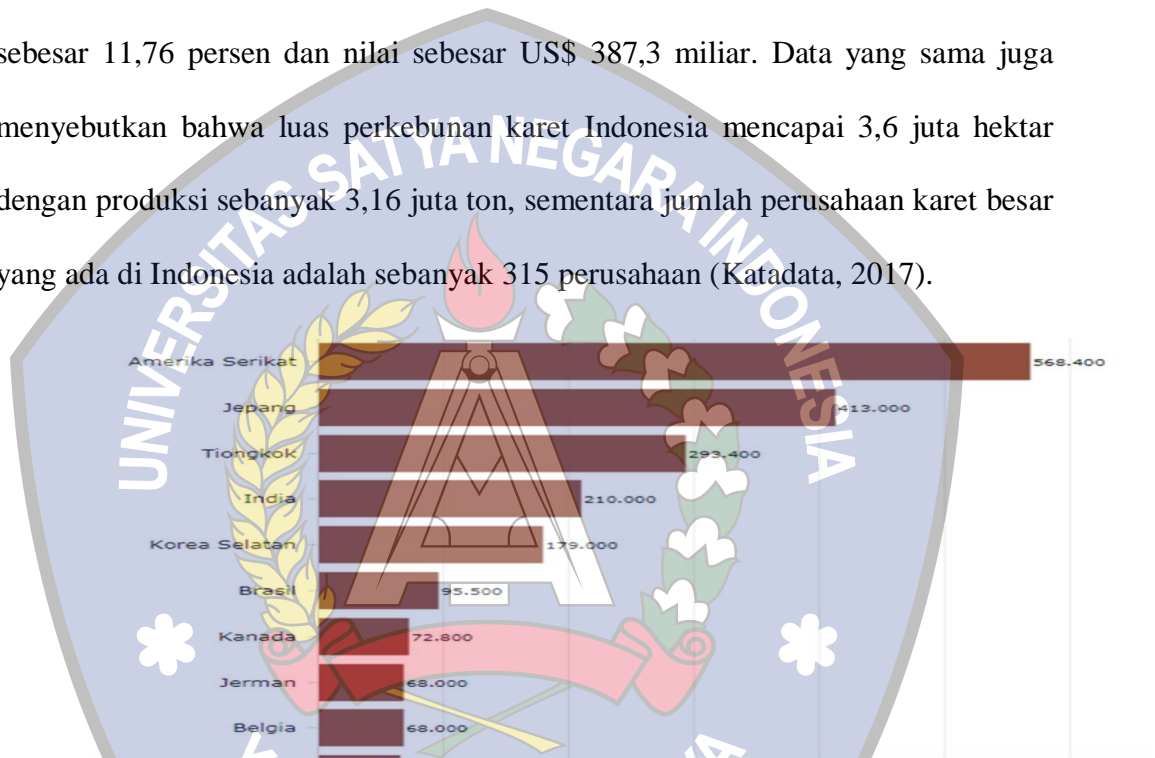 sebesar 11,76 persen dan nilai sebesar US$ 387,3 miliar. Data yang sama juga
menyebutkan bahwa luas perkebunan karet Indonesia mencapai 3,6 juta hektar
dengan produksi sebanyak 3,16 juta ton, sementara jumlah perusahaan karet besar
yang ada di Indonesia adalah sebanyak 315 perusahaan (Katadata, 2017).
UNIVERSITAS SATYA NEGARA INDONESIA
Amerika Serikat 568.400
Jepang 413.000
Tiongkok 293.400
India 210.000
Korea Selatan 179.000
Brasil 95.500
Kanada 72.800
Jerman 68.000
Belgia 68.000